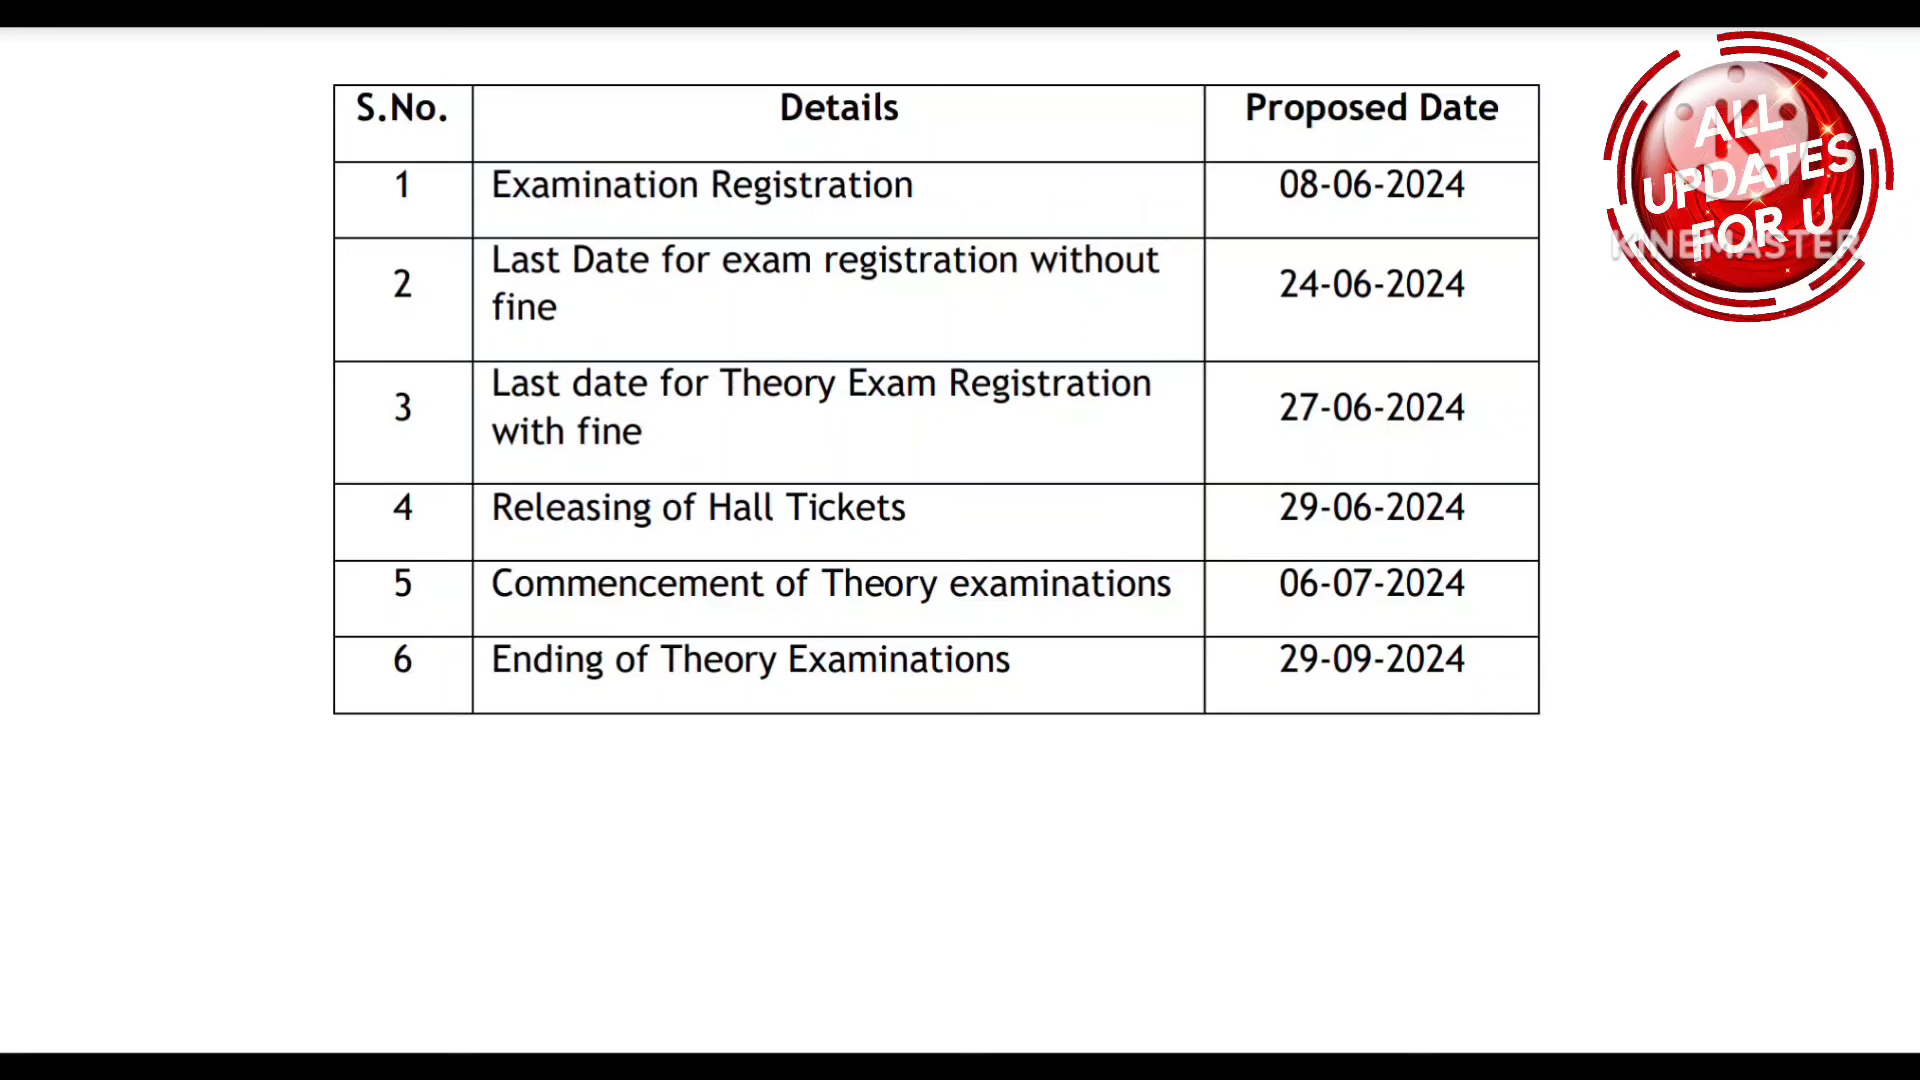 S.No. Details Proposed Date
1 Examination Registration 08-06-2024
2 Last Date for exam registration without fine 24-06-2024
3 Last date for Theory Exam Registration with fine 27-06-2024
4 Releasing of Hall Tickets 29-06-2024
5 Commencement of Theory examinations 06-07-2024
6 Ending of Theory Examinations 29-09-2024
ALL
UPDATES
FOR U
K
KINEMASTER